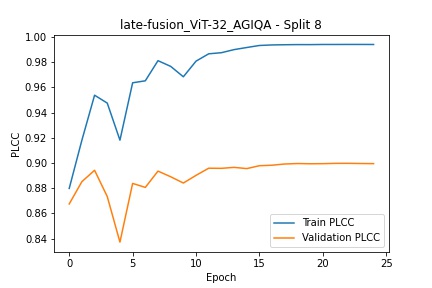 late-fusion_ViT-32_AGIQA - Split 8
PLCC
1.00
0.98
0.96
0.94
0.92
0.90
0.88
0.86
0.84
Train PLCC
Validation PLCC
0 5 10 15 20 25
Epoch